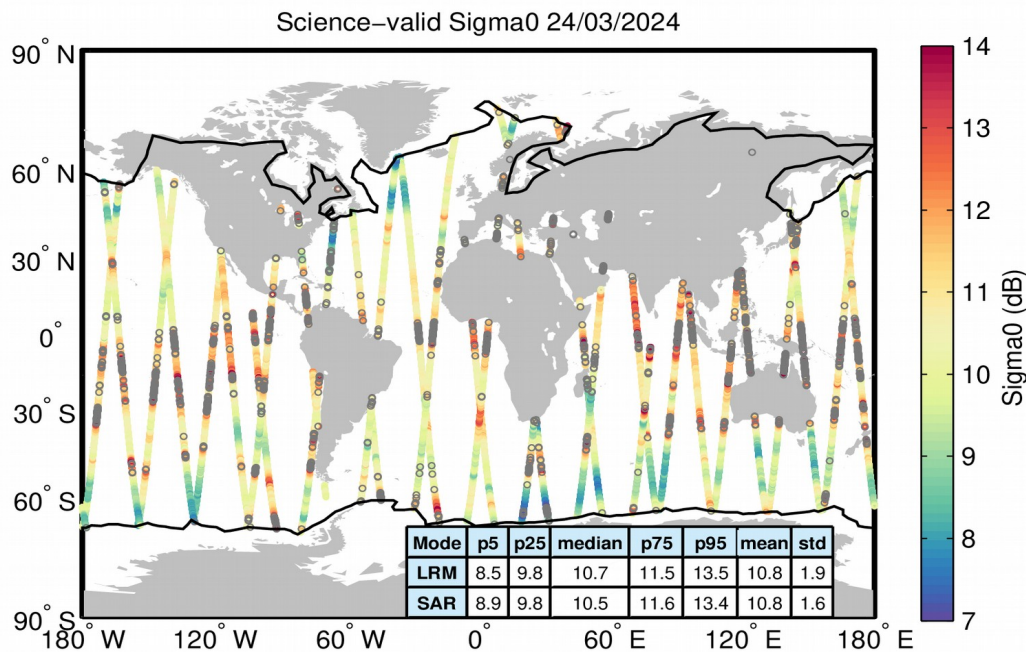 Science−valid Sigma0 24/03/2024
90° N
60° N
30° N
0°
30° S
60° S
90° S
180° W
120° W
60° W
0°
60° E
120° E
180° E
14
13
12
11
10
9
8
7
Sigma0 (dB)
Mode p5 p25 median p75 p95 mean std
LRM 8.5 9.8 10.7 11.5 13.5 10.8 1.9
SAR 8.9 9.8 10.5 11.6 13.4 10.8 1.6